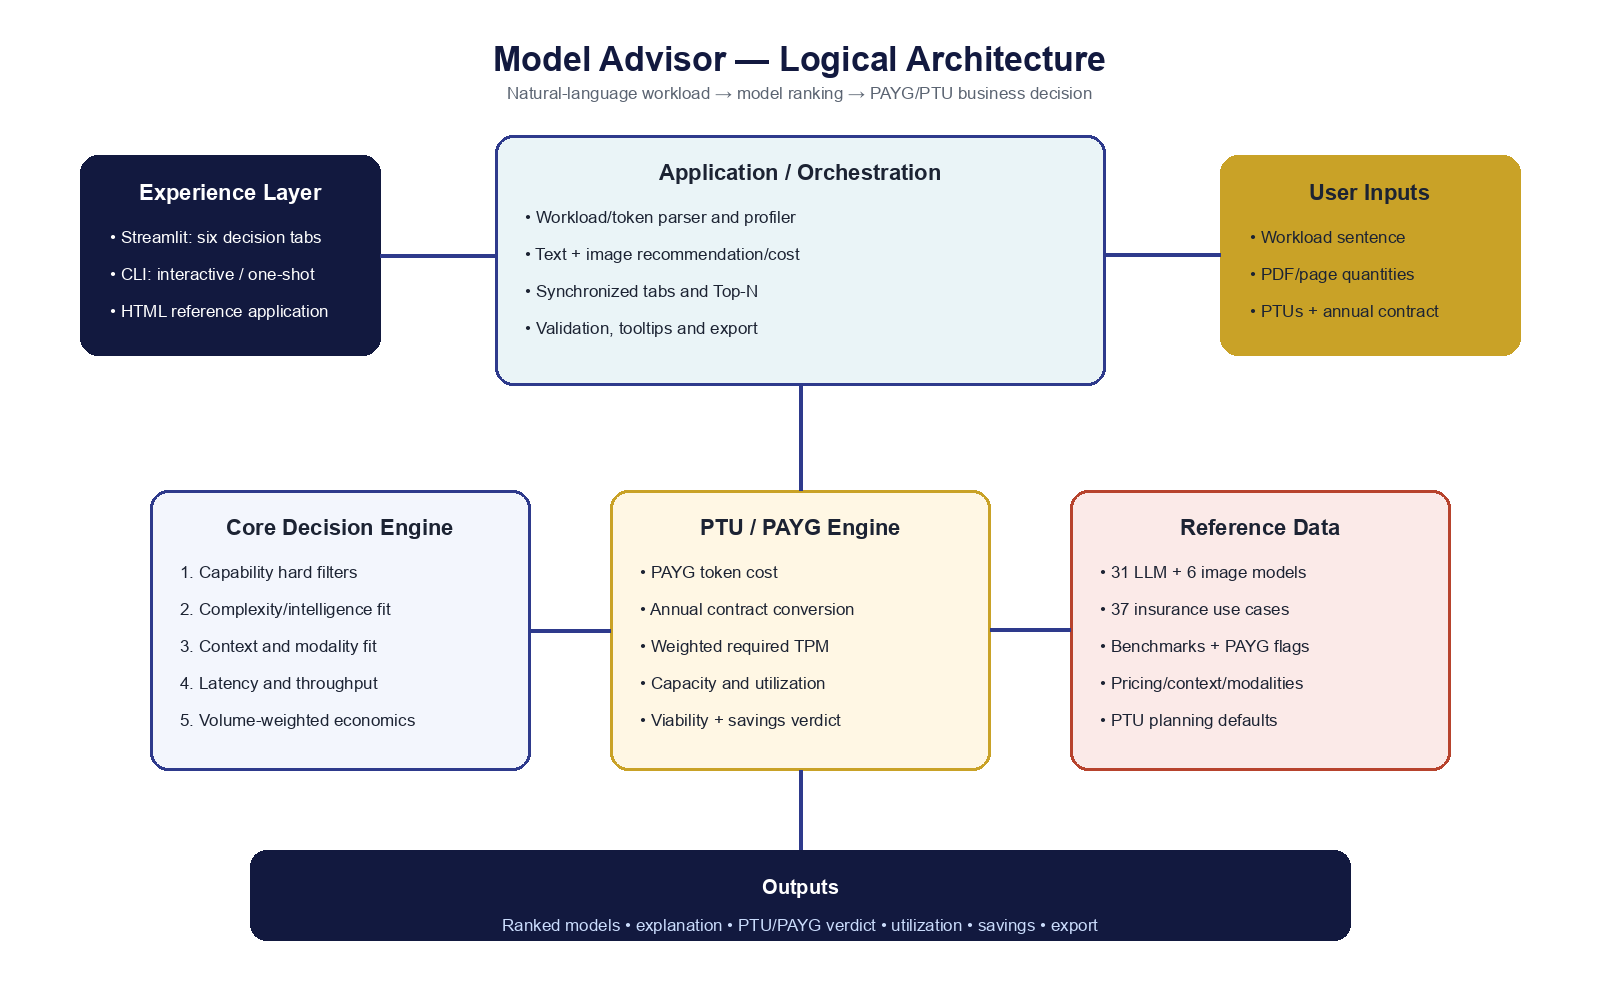 Model Advisor — Logical Architecture
Natural-language workload → model ranking → PAYG/PTU business decision
Experience Layer
• Streamlit: six decision tabs
• CLI: interactive / one-shot
• HTML reference application
Application / Orchestration
• Workload/token parser and profiler
• Text + image recommendation/cost
• Synchronized tabs and Top-N
• Validation, tooltips and export
User Inputs
• Workload sentence
• PDF/page quantities
• PTUs + annual contract
Core Decision Engine
1. Capability hard filters
2. Complexity/intelligence fit
3. Context and modality fit
4. Latency and throughput
5. Volume-weighted economics
PTU / PAYG Engine
• PAYG token cost
• Annual contract conversion
• Weighted required TPM
• Capacity and utilization
• Viability + savings verdict
Reference Data
• 31 LLM + 6 image models
• 37 insurance use cases
• Benchmarks + PAYG flags
• Pricing/context/modalities
• PTU planning defaults
Outputs
Ranked models • explanation • PTU/PAYG verdict • utilization • savings • export